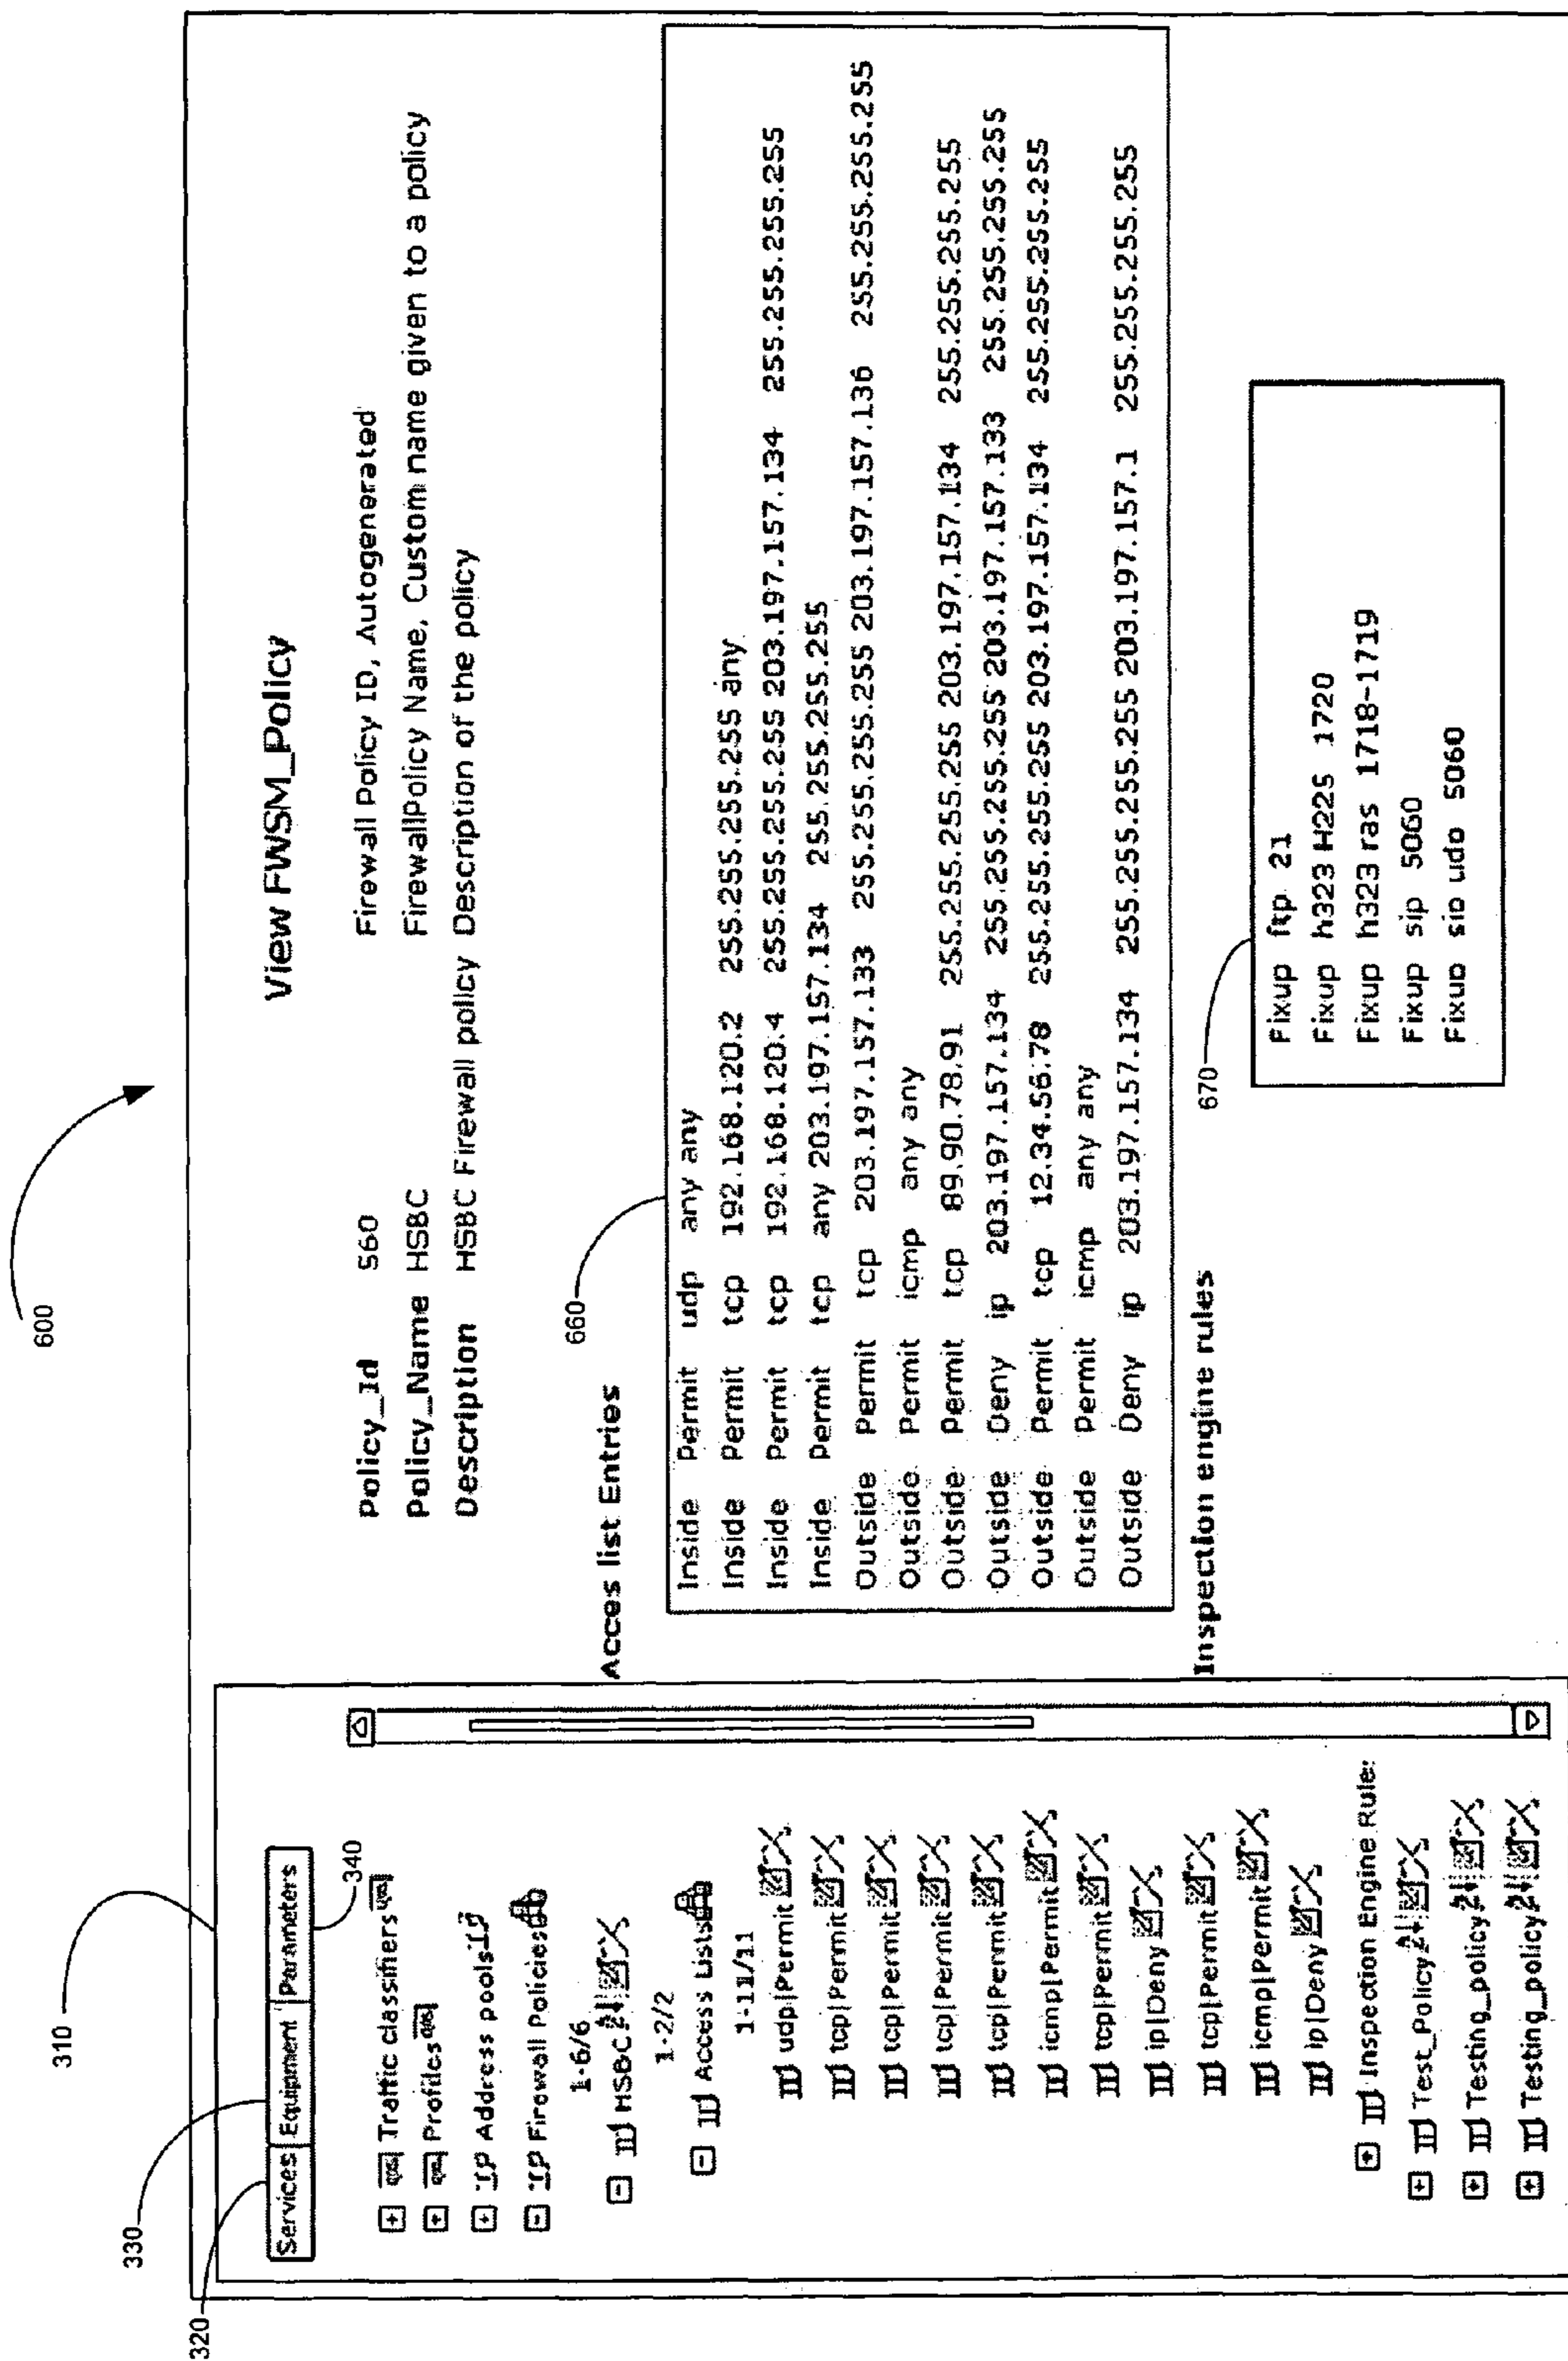 600
310
330
320
340
Services Equipment Parameters
Traffic classifiers
Profiles
IP Address pools
IP Firewall Policies
1-6/6
HSBC
1-2/2
Access Lists
1-11/11
udp|Permit
tcp|Permit
tcp|Permit
tcp|Permit
tcp|Permit
icmp|Permit
tcp|Permit
ip|Deny
tcp|Permit
icmp|Permit
ip|Deny
Inspection Engine Rule:
Test_Policy
Testing_policy
Testing_policy
View FWSM_Policy
Policy_Id 560 Firewall Policy ID, Autogenerated
Policy_Name HSBC FirewallPolicy Name, Custom name given to a policy
Description HSBC Firewall policy Description of the policy
660
Acces list Entries
Inside Permit udp any any
Inside Permit tcp 192.168.120.2 255.255.255.255 any
Inside Permit tcp 192.168.120.4 255.255.255.255 203.197.157.134 255.255.255.255
Inside Permit tcp any 203.197.157.134 255.255.255.255
Outside Permit tcp 203.197.157.133 255.255.255.255 203.197.157.136 255.255.255.255
Outside Permit icmp any any
Outside Permit tcp 89.90.78.91 255.255.255.255 203.197.157.134 255.255.255.255
Outside Deny ip 203.197.157.134 255.255.255.255 203.197.157.133 255.255.255.255
Outside Permit tcp 12.34.56.78 255.255.255.255 203.197.157.134 255.255.255.255
Outside Permit icmp any any
Outside Deny ip 203.197.157.134 255.255.255.255 203.197.157.1 255.255.255.255
Inspection engine rules
670
Fixup ftp 21
Fixup h323 H225 1720
Fixup h323 ras 1718-1719
Fixup sip 5060
Fixup sip udp 5060